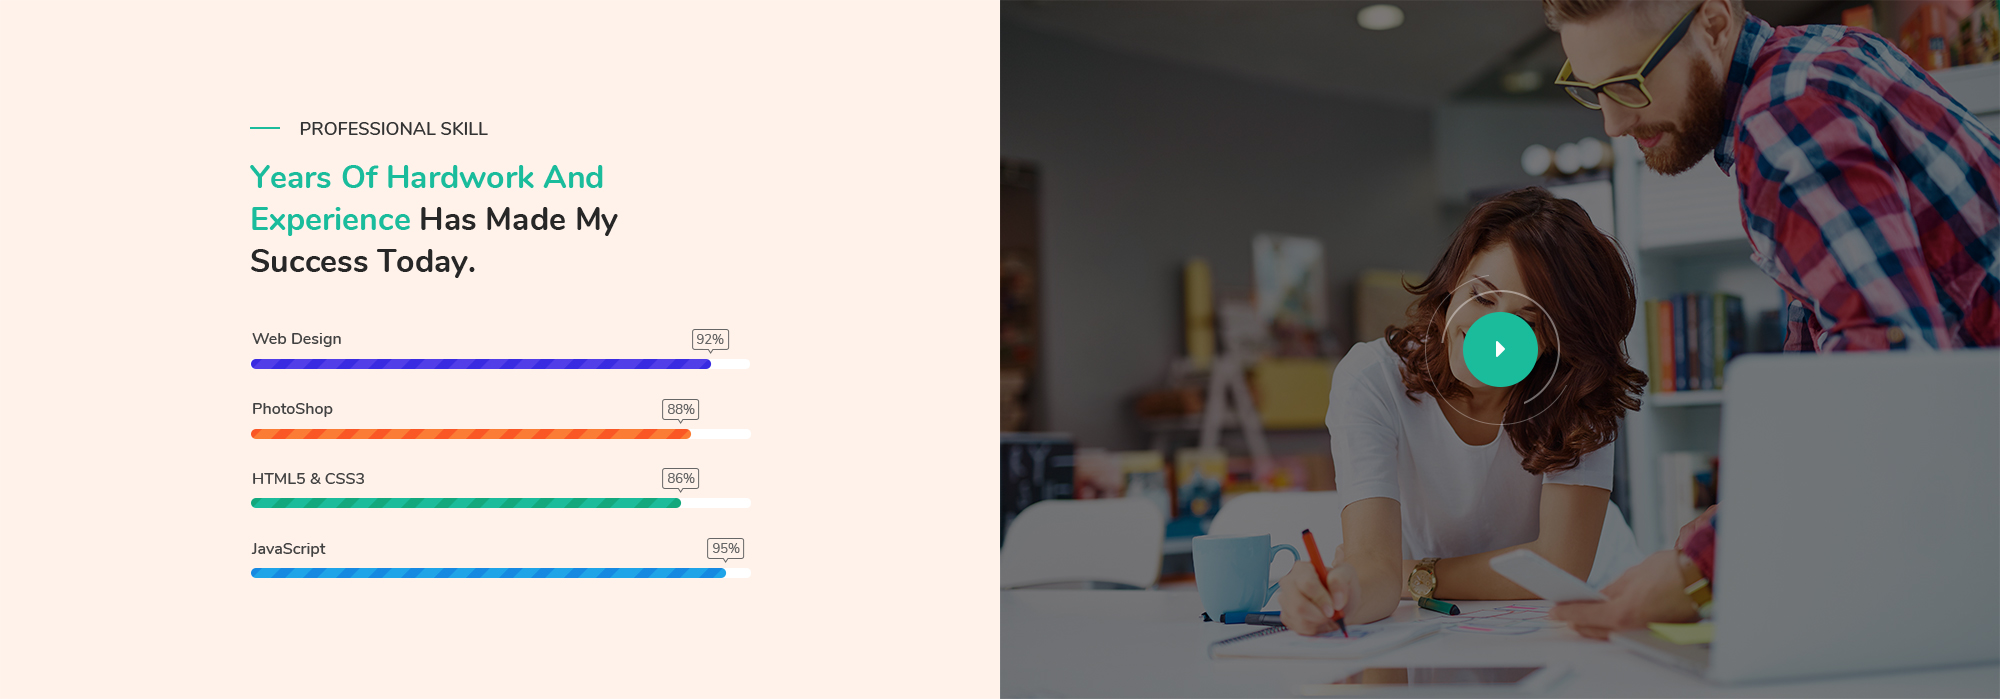 PROFESSIONAL SKILL
Years Of Hardwork And
Experience Has Made My
Success Today.
Web Design
92%
PhotoShop
88%
HTML5 & CSS3
86%
JavaScript
95%